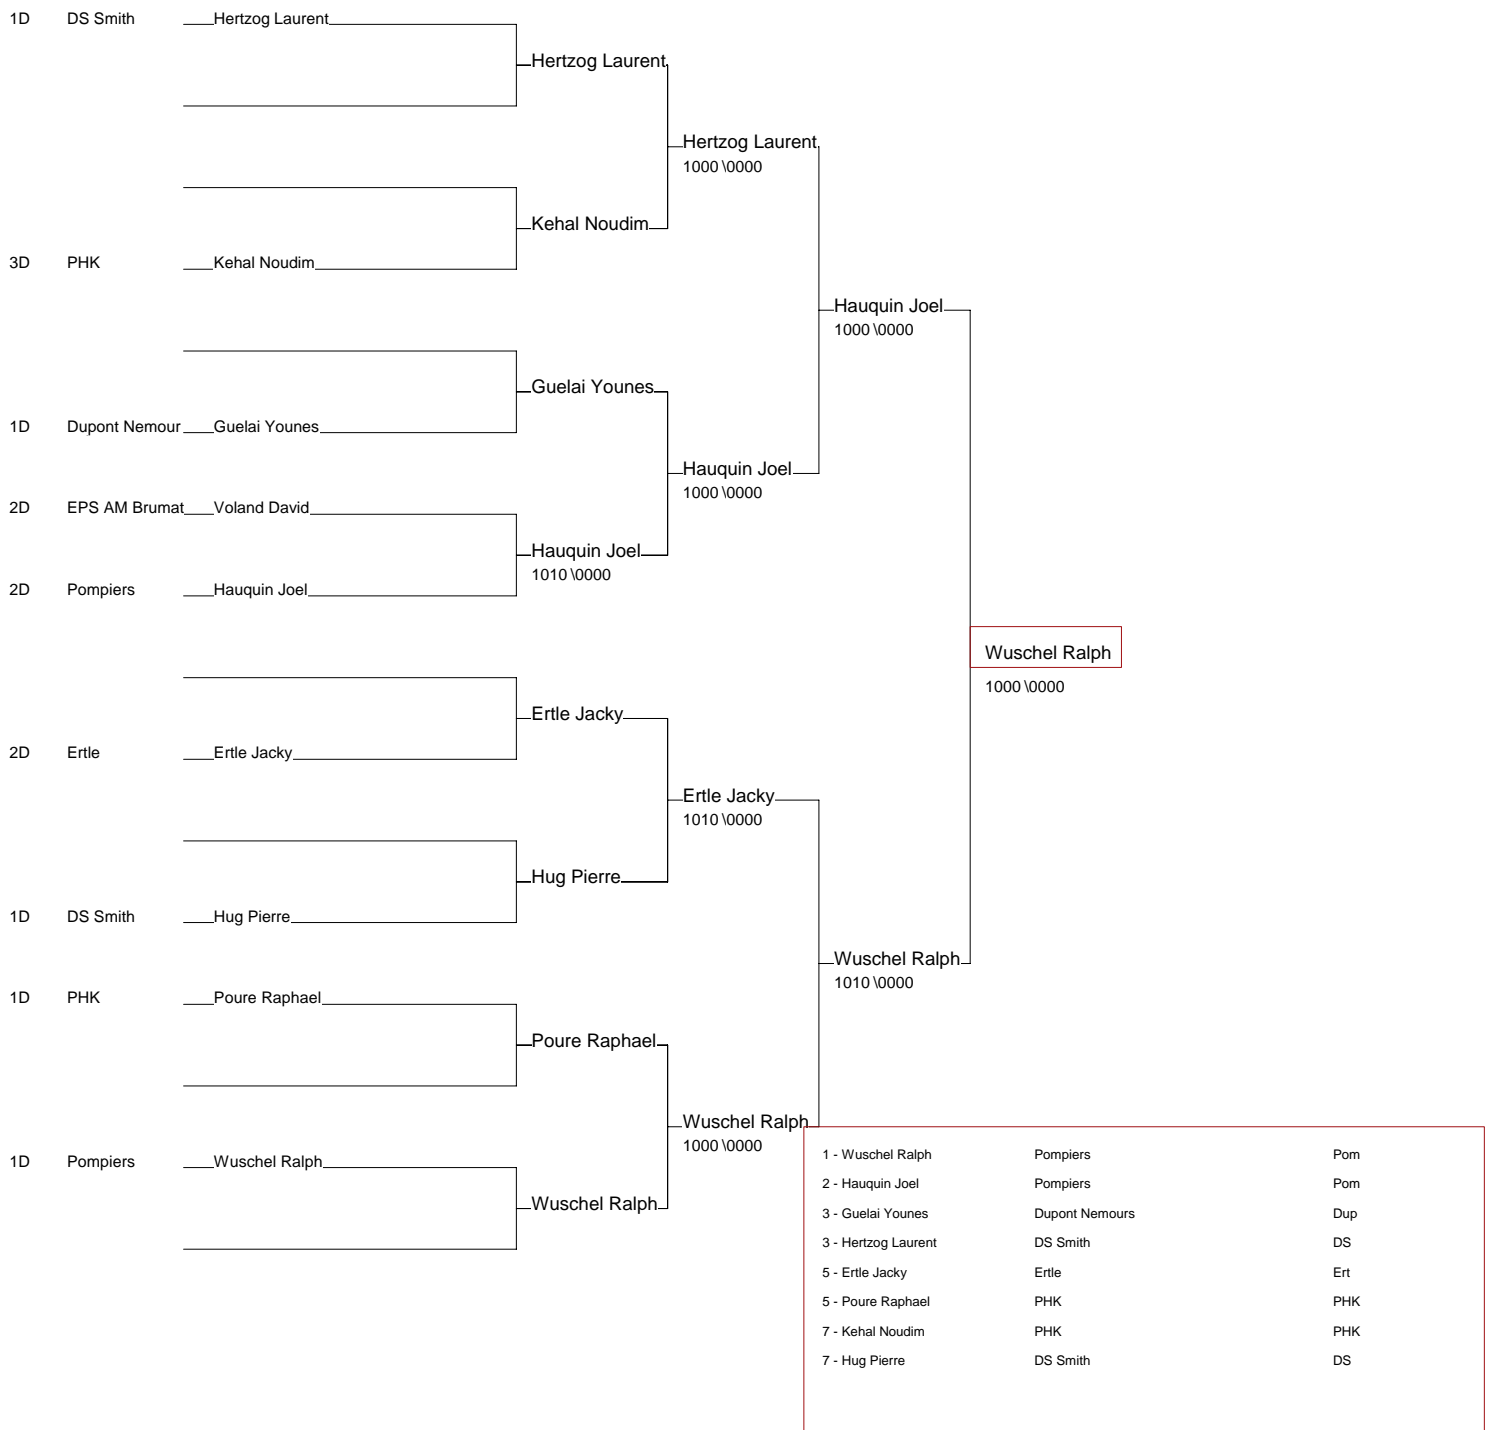 1D DS Smith Hertzog Laurent
Hertzog Laurent
Hertzog Laurent
1000 \0000
Kehal Noudim
3D PHK Kehal Noudim
Hauquin Joel
1000 \0000
Guelai Younes
1D Dupont Nemour Guelai Younes
Hauquin Joel
1000 \0000
2D EPS AM Brumat Voland David
Hauquin Joel
1010 \0000
2D Pompiers Hauquin Joel
Wuschel Ralph
1000 \0000
Ertle Jacky
2D Ertle Ertle Jacky
Ertle Jacky
1010 \0000
Hug Pierre
1D DS Smith Hug Pierre
Wuschel Ralph
1010 \0000
1D PHK Poure Raphael
Poure Raphael
Wuschel Ralph
1000 \0000
1D Pompiers Wuschel Ralph
Wuschel Ralph
1 - Wuschel Ralph Pompiers Pom
2 - Hauquin Joel Pompiers Pom
3 - Guelai Younes Dupont Nemours Dup
3 - Hertzog Laurent DS Smith DS
5 - Ertle Jacky Ertle Ert
5 - Poure Raphael PHK PHK
7 - Kehal Noudim PHK PHK
7 - Hug Pierre DS Smith DS